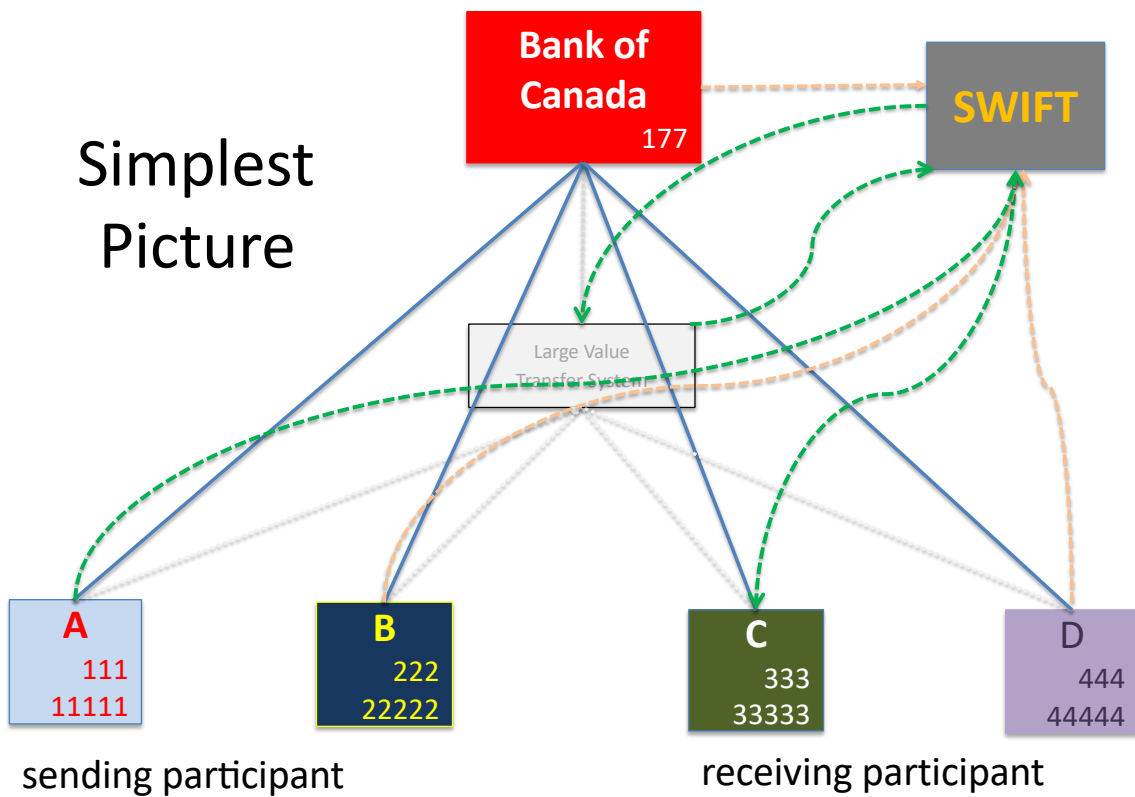 Bank of
Canada
177
SWIFT
Simplest
Picture
Large Value
Transfer System
A
111
11111
B
222
22222
C
333
33333
D
444
44444
sending participant
receiving participant